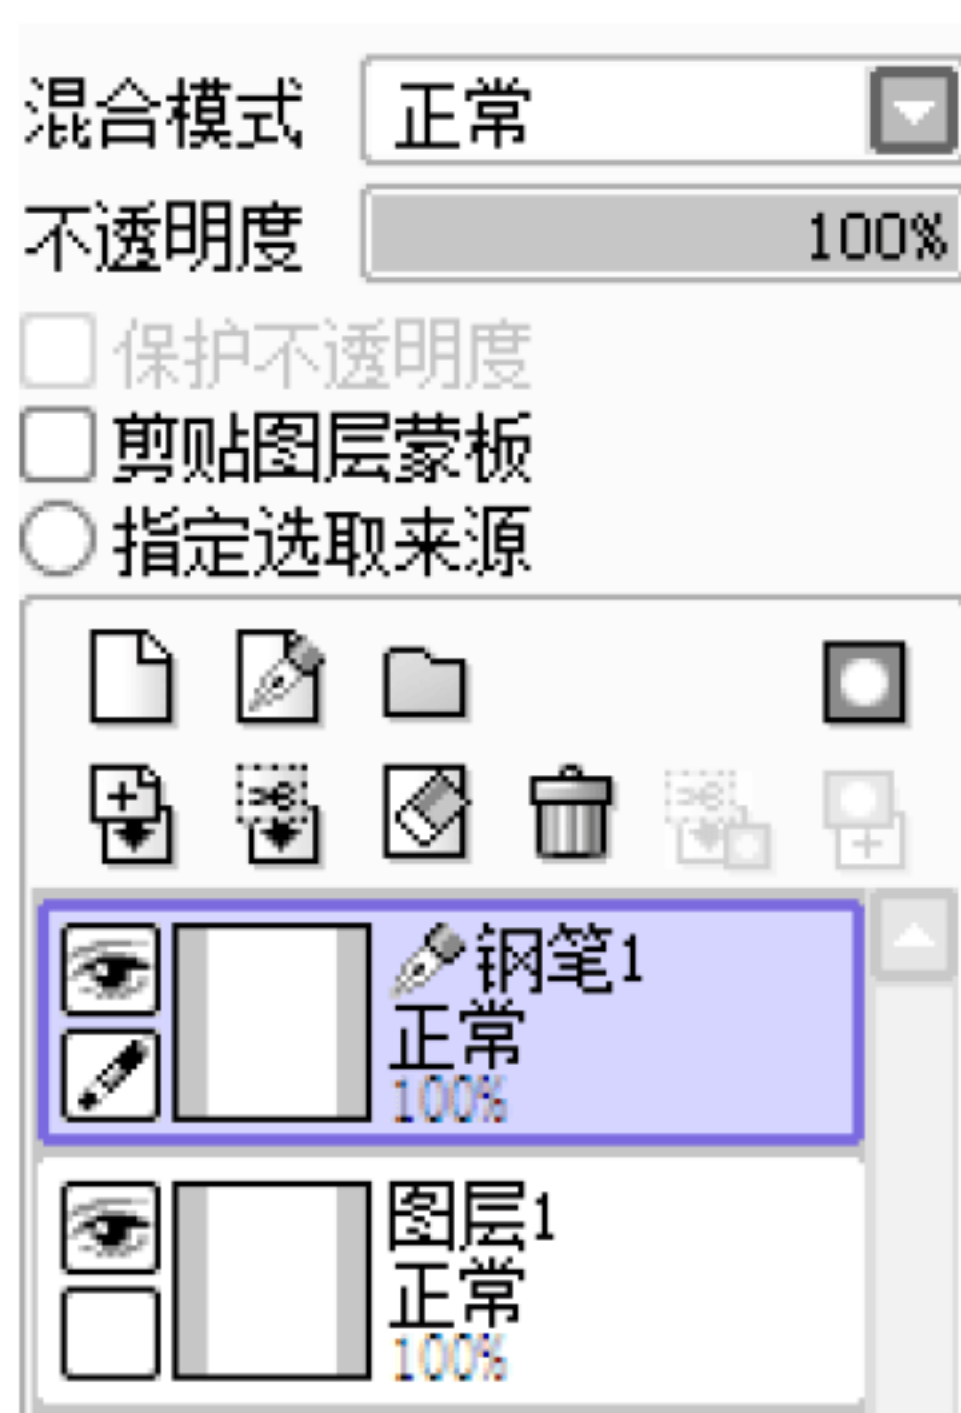 混合模式 正常
不透明度 100%
保护不透明度
剪贴图层蒙板
指定选取来源
钢笔1
正常
100%
图层1
正常
100%